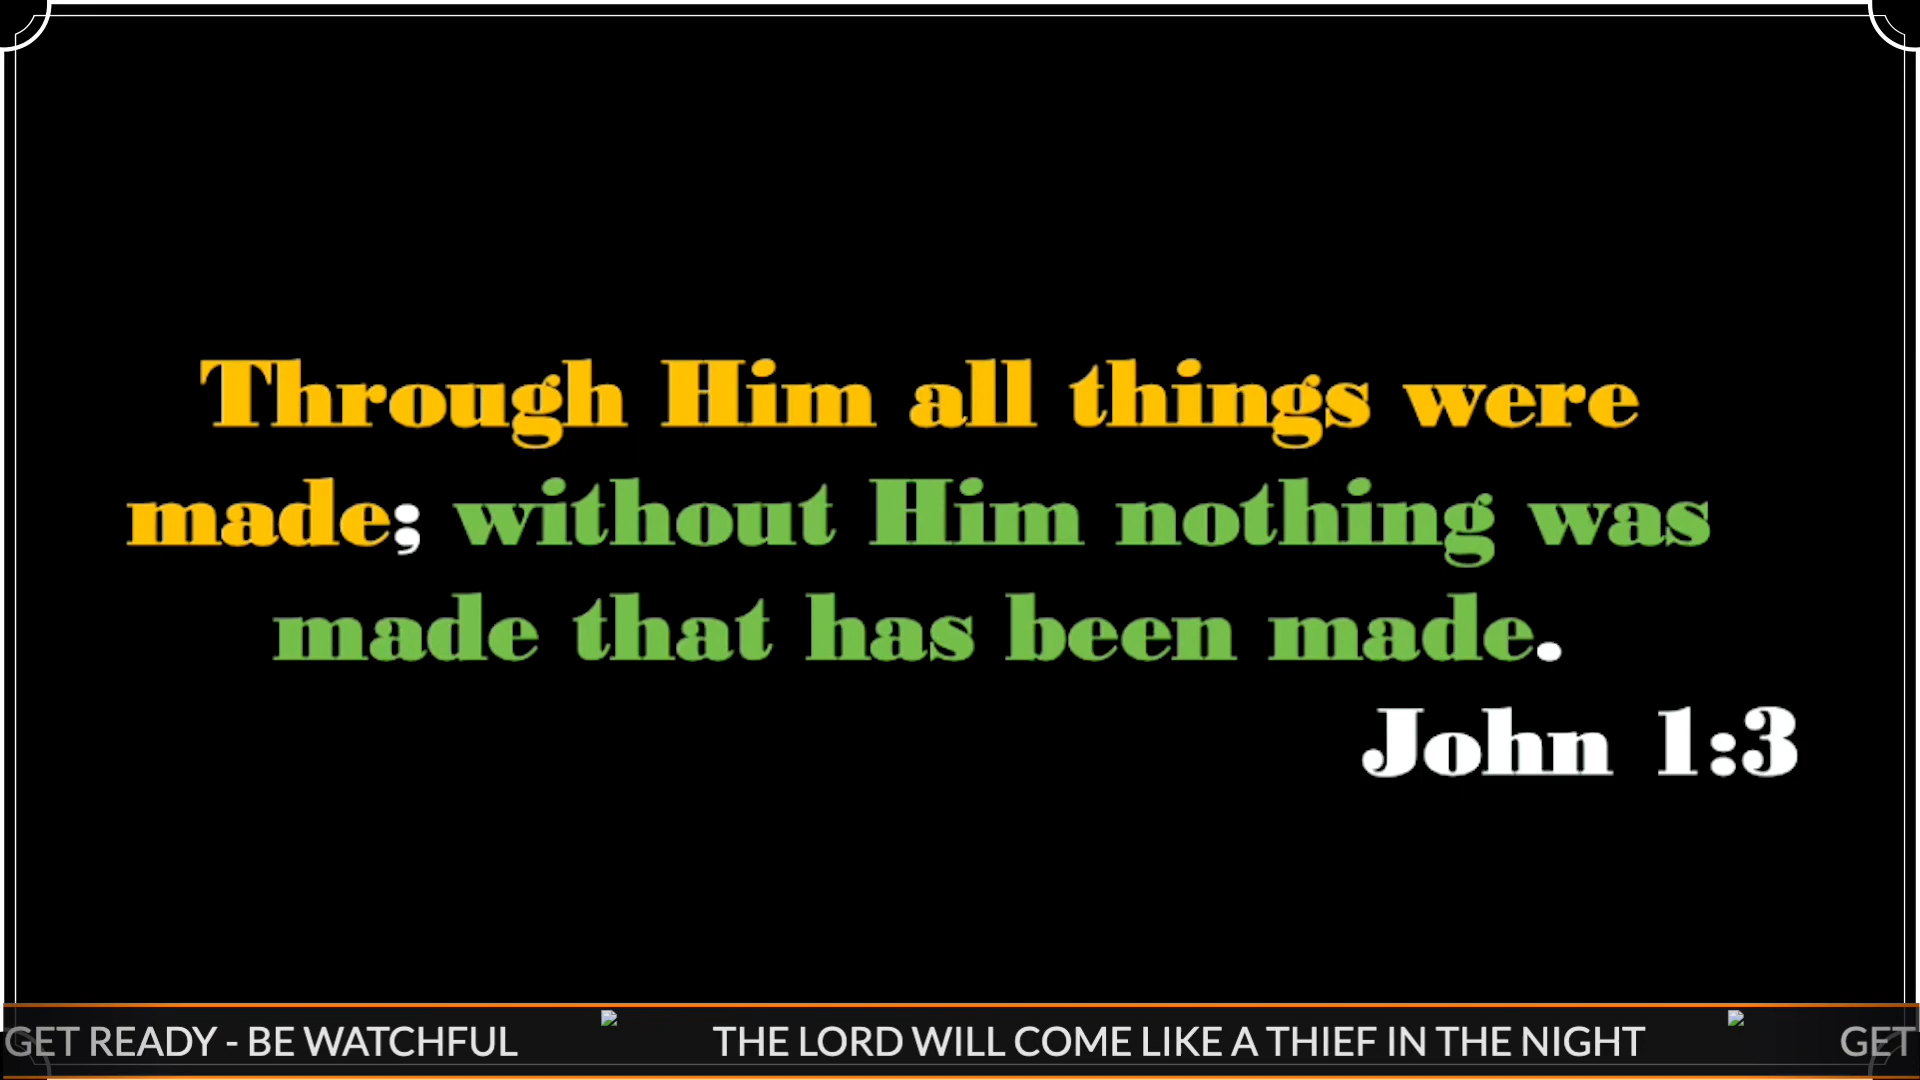 Through Him all things were
made; without Him nothing was
made that has been made.
John 1:3
GET READY - BE WATCHFUL THE LORD WILL COME LIKE A THIEF IN THE NIGHT GET